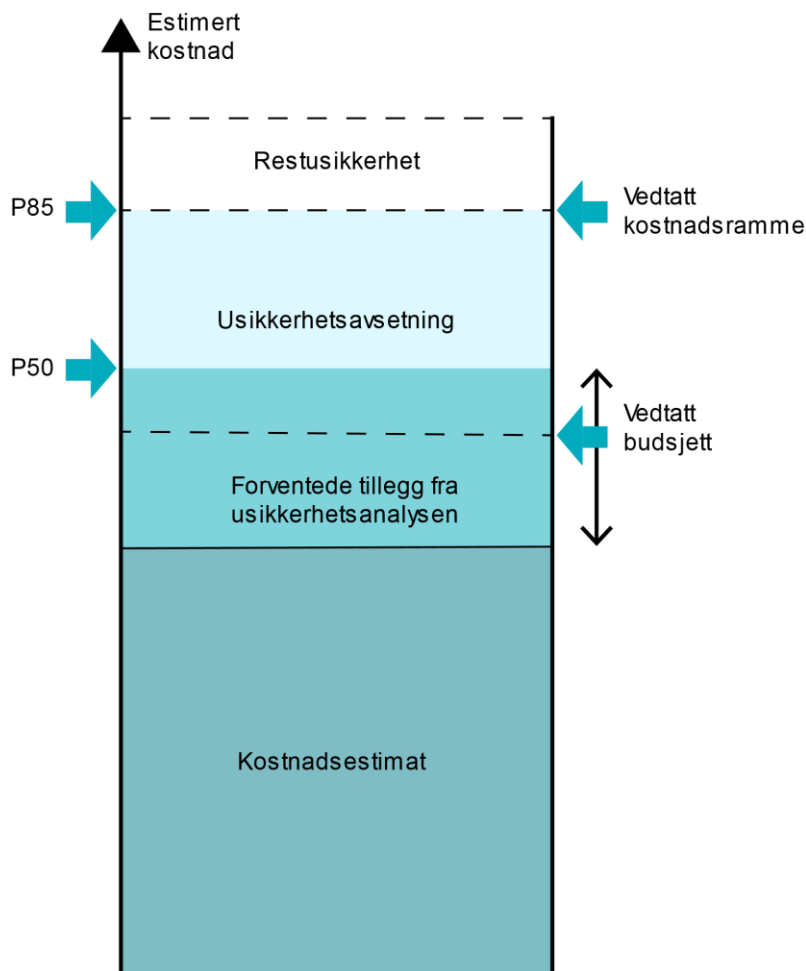 Estimert
kostnad
Restusikkerhet
P85
Vedtatt
kostnadsramme
Usikkerhetsavsetning
P50
Vedtatt
budsjett
Forventede tillegg fra
usikkerhetsanalysen
Kostnadsestimat